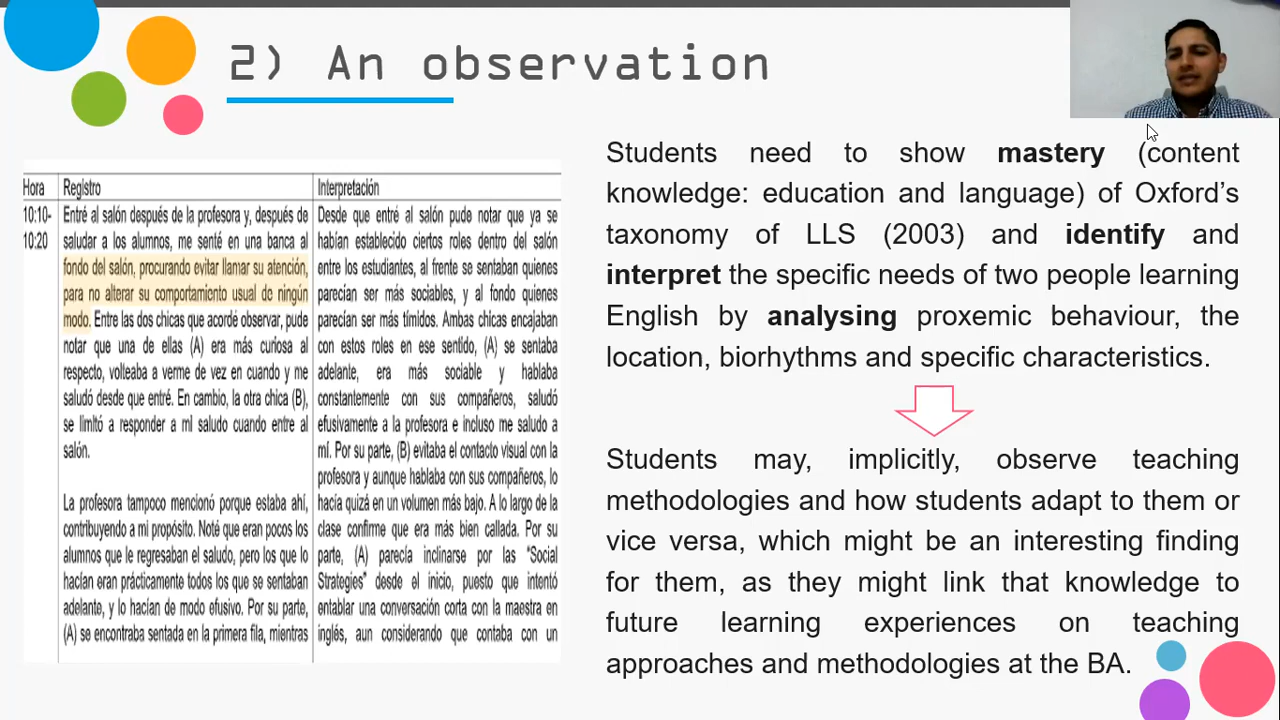 2) An observation
Hora
Registro
Interpretación
10:10-
10:20
Entré al salón después de la profesora y, después de
saludar a los alumnos, me senté en una banca al
fondo del salón, procurando evitar llamar su atención,
para no alterar su comportamiento usual de ningún
modo. Entre las dos chicas que acordé observar, pude
notar que una de ellas (A) era más curiosa al
respecto, volteaba a verme de vez en cuando y me
saludó desde que entré. En cambio, la otra chica (B),
se limitó a responder a mi saludo cuando entre al
salón.
La profesora tampoco mencionó porque estaba ahí,
contribuyendo a mi propósito. Noté que eran pocos los
alumnos que le regresaban el saludo, pero los que lo
hacían eran prácticamente todos los que se sentaban
adelante, y lo hacían de modo efusivo. Por su parte,
(A) se encontraba sentada en la primera fila, mientras
Desde que entré al salón pude notar que ya se
habían establecido ciertos roles dentro del salón
entre los estudiantes, al frente se sentaban quienes
parecían ser más sociables, y al fondo quienes
parecían ser más tímidos. Ambas chicas encajaban
con estos roles en ese sentido, (A) se sentaba
adelante, era más sociable y hablaba
constantemente con sus compañeros, saludó
efusivamente a la profesora e incluso me saludo a
mí. Por su parte, (B) evitaba el contacto visual con la
profesora y aunque hablaba con sus compañeros, lo
hacía quizá en un volumen más bajo. A lo largo de la
clase confirme que era más bien callada. Por su
parte, (A) parecía inclinarse por las "Social
Strategies" desde el inicio, puesto que intentó
entablar una conversación corta con la maestra en
inglés, aun considerando que contaba con un
Students need to show mastery (content
knowledge: education and language) of Oxford's
taxonomy of LLS (2003) and identify and
interpret the specific needs of two people learning
English by analysing proxemic behaviour, the
location, biorhythms and specific characteristics.
Students may, implicitly, observe teaching
methodologies and how students adapt to them or
vice versa, which might be an interesting finding
for them, as they might link that knowledge to
future learning experiences on teaching
approaches and methodologies at the BA.